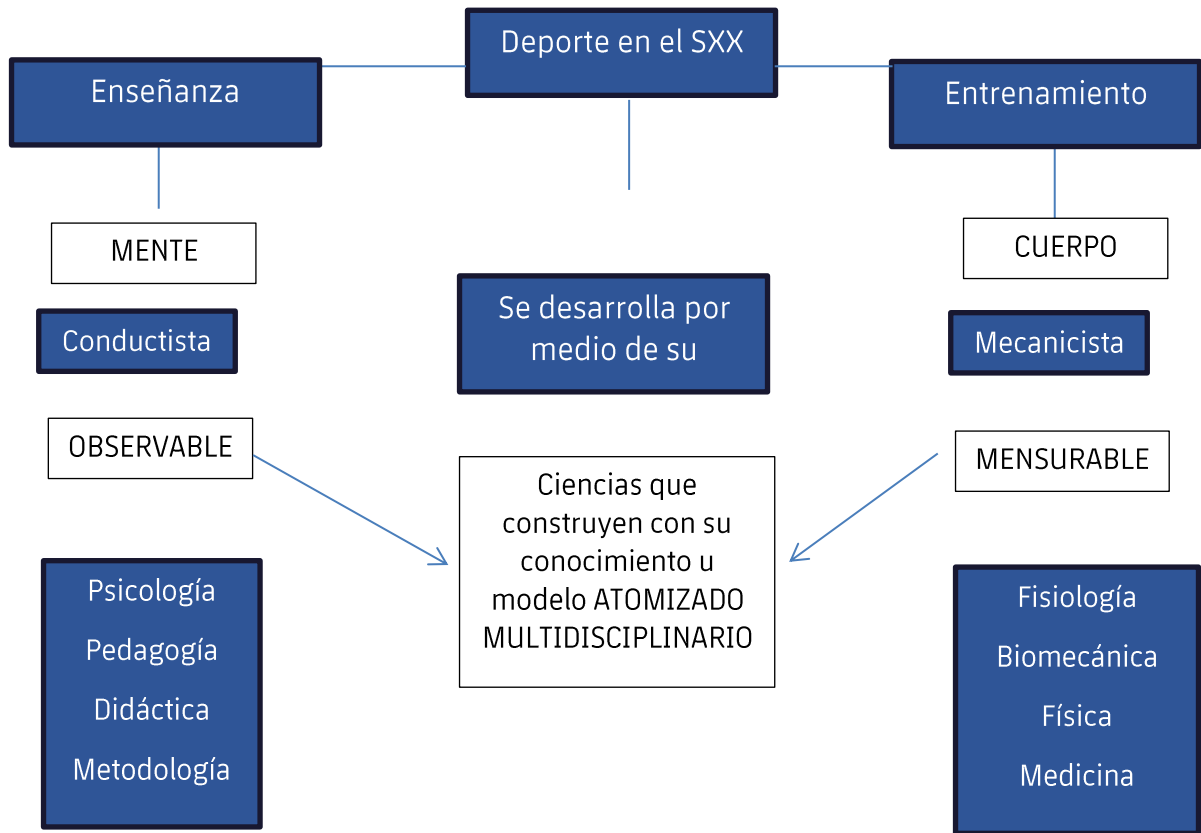 Deporte en el SXX
Enseñanza
Entrenamiento
MENTE
CUERPO
Conductista
Se desarrolla por
medio de su
Mecanicista
OBSERVABLE
MENSURABLE
Ciencias que
construyen con su
conocimiento u
modelo ATOMIZADO
MULTIDISCIPLINARIO
Psicología
Pedagogía
Didáctica
Metodología
Fisiología
Biomecánica
Física
Medicina